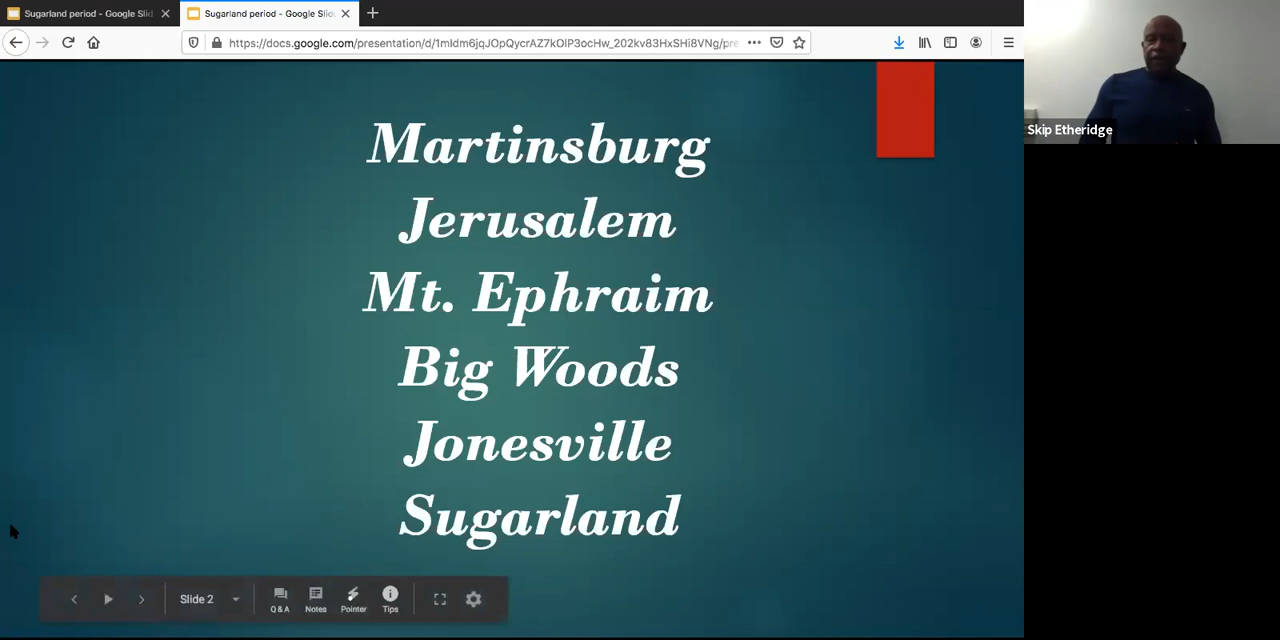 Sugarland period - Google Slid
Sugarland period - Google Slid
https://docs.google.com/presentation/d/1mIdm6jqJOpQycrAZ7kOlP3ocHw_202kv83HxSHi8VNg/pre
Skip Etheridge
Martinsburg
Jerusalem
Mt. Ephraim
Big Woods
Jonesville
Sugarland
Slide 2
Q & A
Notes
Pointer
Tips